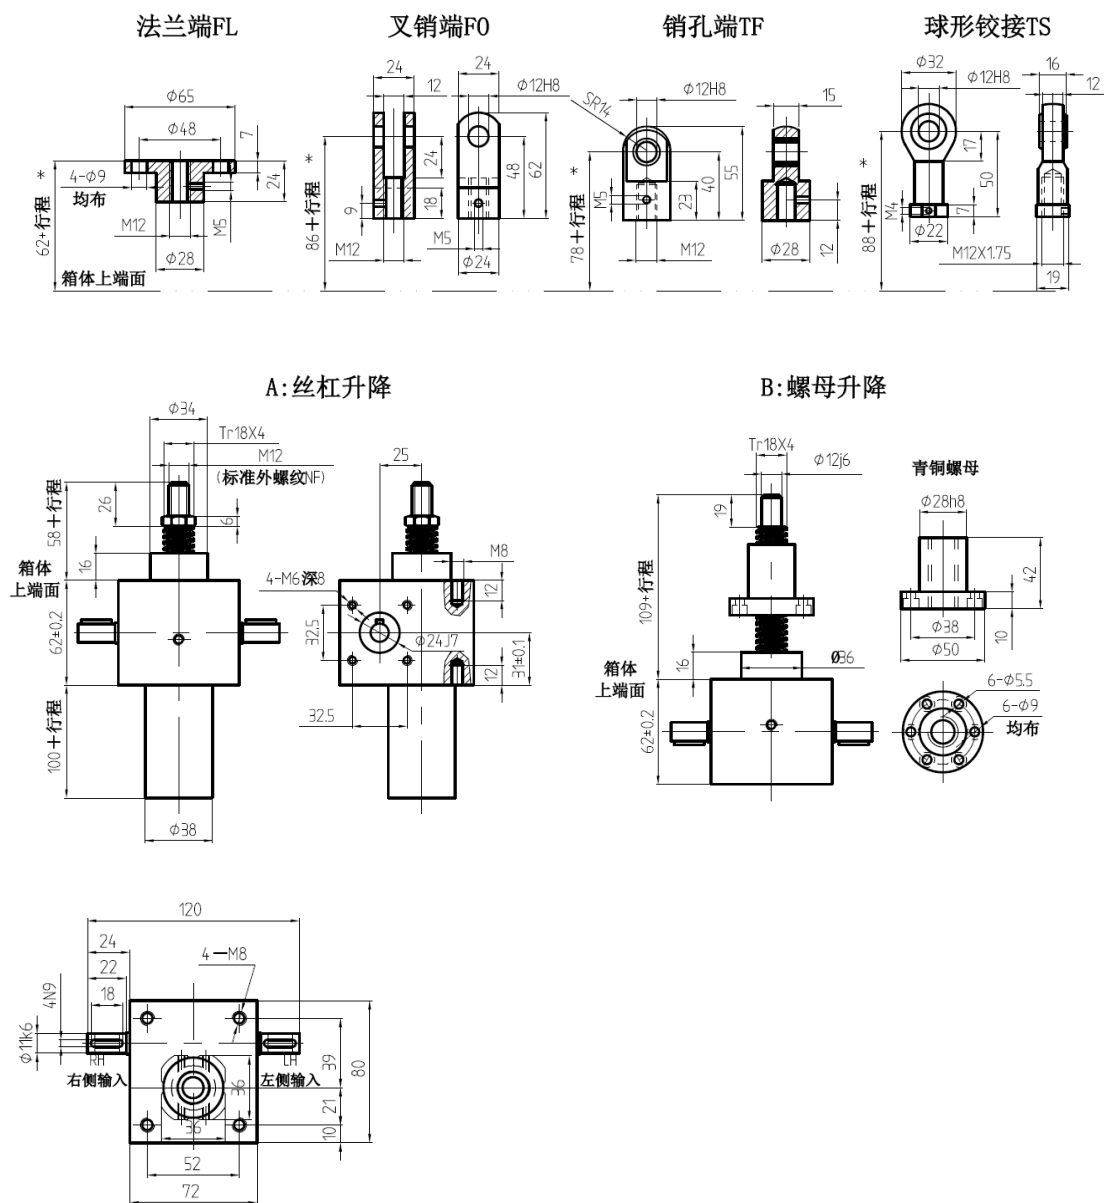 法兰端FL
叉销端FO
销孔端TF
球形铰接TS
Φ65
Φ48
7
24
4-Φ9
均布
M12
M5
Φ28
62+行程 *
箱体上端面
24
12
24
Φ12H8
24
18
9
48
62
M12
M5
Φ24
86+行程 *
SR14
Φ12H8
15
M5
23
40
55
M12
Φ28
12
78+行程 *
Φ32
Φ12H8
16
12
17
50
7
M4
Φ22
M12X1.75
19
88+行程 *
A:丝杠升降
B:螺母升降
Φ34
Tr18X4
M12
(标准外螺纹NF)
26
6
58+行程
16
箱体
上端面
62±0.2
100+行程
Φ38
25
M8
4-M6深8
12
32.5
Φ24J7
31±0.1
12
32.5
Tr18X4
Φ12j6
19
109+行程
16
Φ36
箱体
上端面
62±0.2
青铜螺母
Φ28h8
42
10
Φ38
Φ50
6-Φ5.5
6-Φ9
均布
120
24
22
18
4-M8
4N9
Φ11k6
RH
右侧输入
LH
左侧输入
36
36
39
21
10
80
52
72